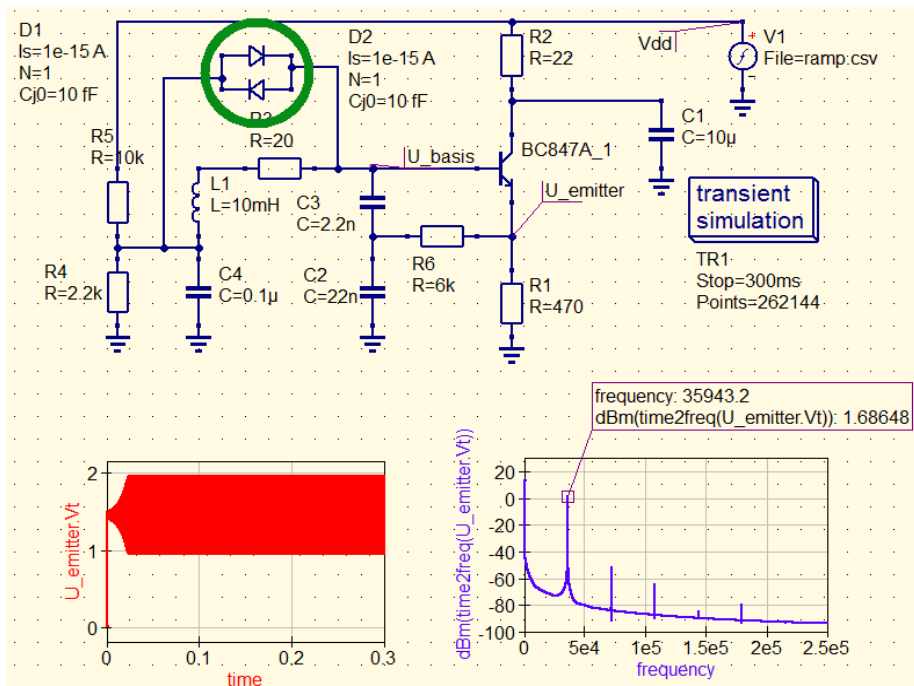 D1
Is=1e-15 A
N=1
Cj0=10 fF
D2
Is=1e-15 A
N=1
Cj0=10 fF
R2
R=22
Vdd
V1
File=ramp.csv
R3
R=20
C1
C=10µ
R5
R=10k
U_basis
BC847A_1
L1
L=10mH
C3
C=2.2n
U_emitter
transient
simulation
R4
R=2.2k
C4
C=0.1µ
C2
C=22n
R6
R=6k
R1
R=470
TR1
Stop=300ms
Points=262144
frequency: 35943.2
dBm(time2freq(U_emitter.Vt)): 1.68648
U_emitter.Vt
2
1
0
0
0.1
0.2
0.3
time
dBm(time2freq(U_emitter.Vt))
20
0
-20
-40
-60
-80
-100
0
5e4
1e5
1.5e5
2e5
2.5e5
frequency